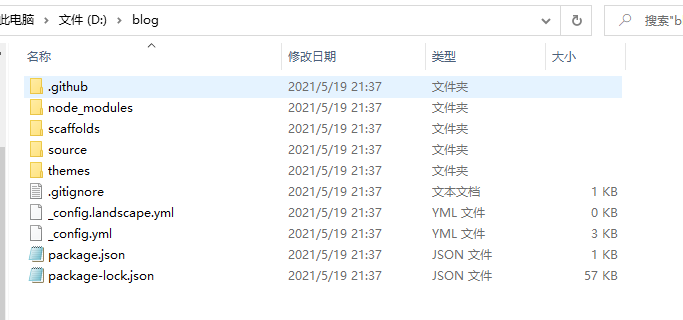 此电脑 > 文件 (D:) > blog
搜索"b
名称 修改日期 类型 大小
.github 2021/5/19 21:37 文件夹
node_modules 2021/5/19 21:37 文件夹
scaffolds 2021/5/19 21:37 文件夹
source 2021/5/19 21:37 文件夹
themes 2021/5/19 21:37 文件夹
.gitignore 2021/5/19 21:37 文本文档 1 KB
_config.landscape.yml 2021/5/19 21:37 YML 文件 0 KB
_config.yml 2021/5/19 21:37 YML 文件 3 KB
package.json 2021/5/19 21:37 JSON 文件 1 KB
package-lock.json 2021/5/19 21:37 JSON 文件 57 KB